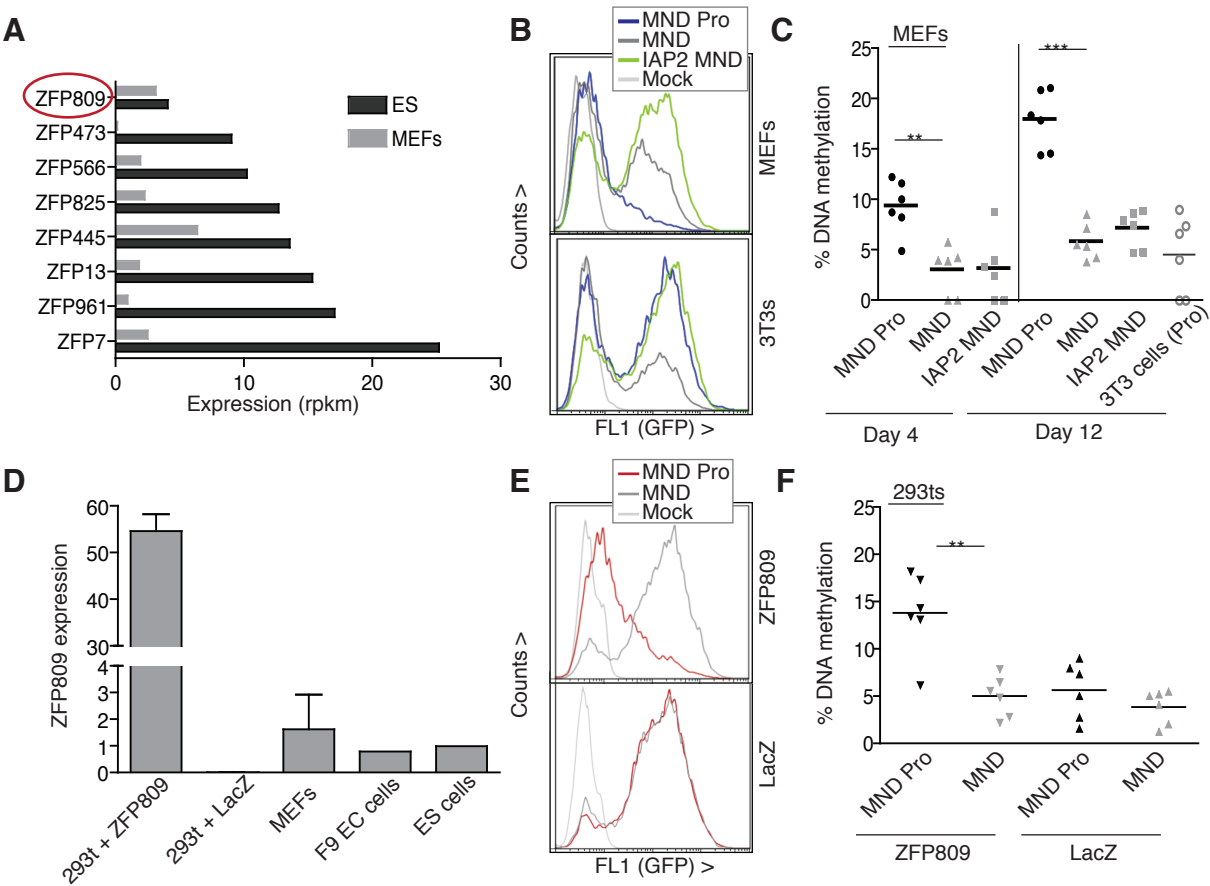 A
ZFP809
ZFP473
ZFP566
ZFP825
ZFP445
ZFP13
ZFP961
ZFP7
ES
MEFs
0 10 20 30
Expression (rpkm)
B
MND Pro
MND
IAP2 MND
Mock
Counts >
MEFs
3T3s
FL1 (GFP) >
C
MEFs
% DNA methylation
25
20
15
10
5
0
**
***
MND Pro
MND
IAP2 MND
MND Pro
MND
IAP2 MND
3T3 cells (Pro)
Day 4
Day 12
D
ZFP809 expression
60
50
40
30
4
3
2
1
0
293t + ZFP809
293t + LacZ
MEFs
F9 EC cells
ES cells
E
MND Pro
MND
Mock
Counts >
ZFP809
LacZ
FL1 (GFP) >
F
293ts
% DNA methylation
25
20
15
10
5
0
**
MND Pro
MND
MND Pro
MND
ZFP809
LacZ